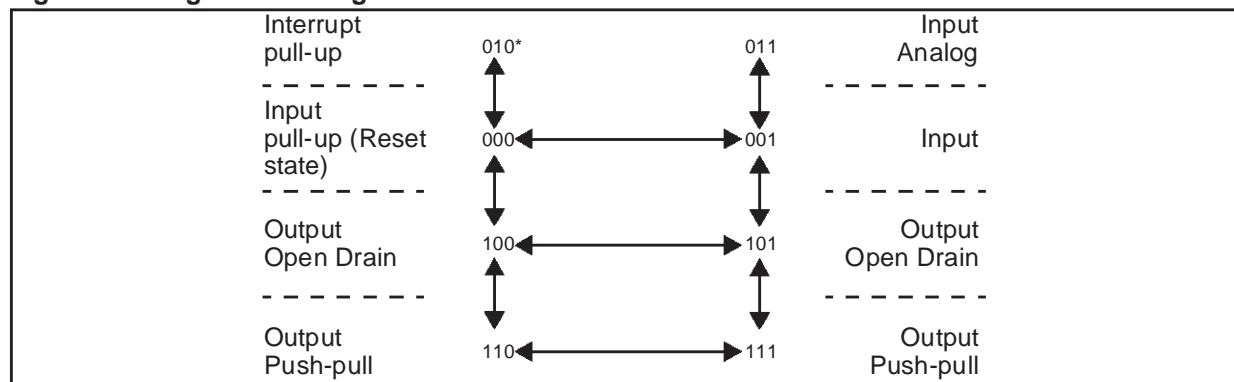 Interrupt
pull-up
010*
011
Input
Analog
Input
pull-up (Reset
state)
000
001
Input
Output
Open Drain
100
101
Output
Open Drain
Output
Push-pull
110
111
Output
Push-pull